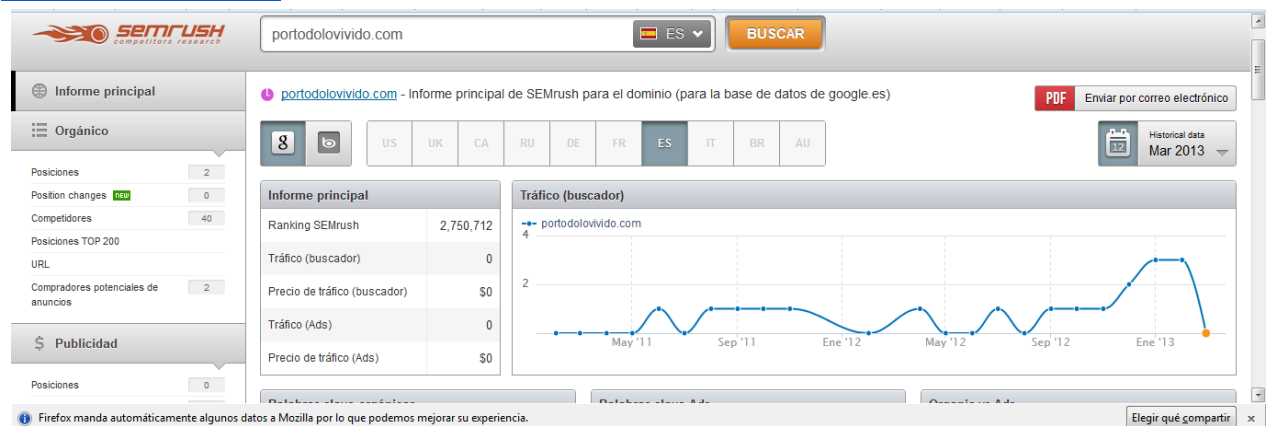 semrush
competitors research
portodolovivido.com
ES
BUSCAR
Informe principal
Orgánico
Posiciones 2
Position changes NEW 0
Competidores 40
Posiciones TOP 200
URL
Compradores potenciales de 2
anuncios
$ Publicidad
Posiciones 0
portodolovivido.com - Informe principal de SEMrush para el dominio (para la base de datos de google.es)
PDF Enviar por correo electrónico
8 b US UK CA RU DE FR ES IT BR AU
12 Historical data
Mar 2013
Informe principal
Ranking SEMrush 2,750,712
Tráfico (buscador) 0
Precio de tráfico (buscador) $0
Tráfico (Ads) 0
Precio de tráfico (Ads) $0
Tráfico (buscador)
portodolovivido.com
4
2
May '11 Sep '11 Ene '12 May '12 Sep '12 Ene '13
Firefox manda automáticamente algunos datos a Mozilla por lo que podemos mejorar su experiencia.
Elegir qué compartir x